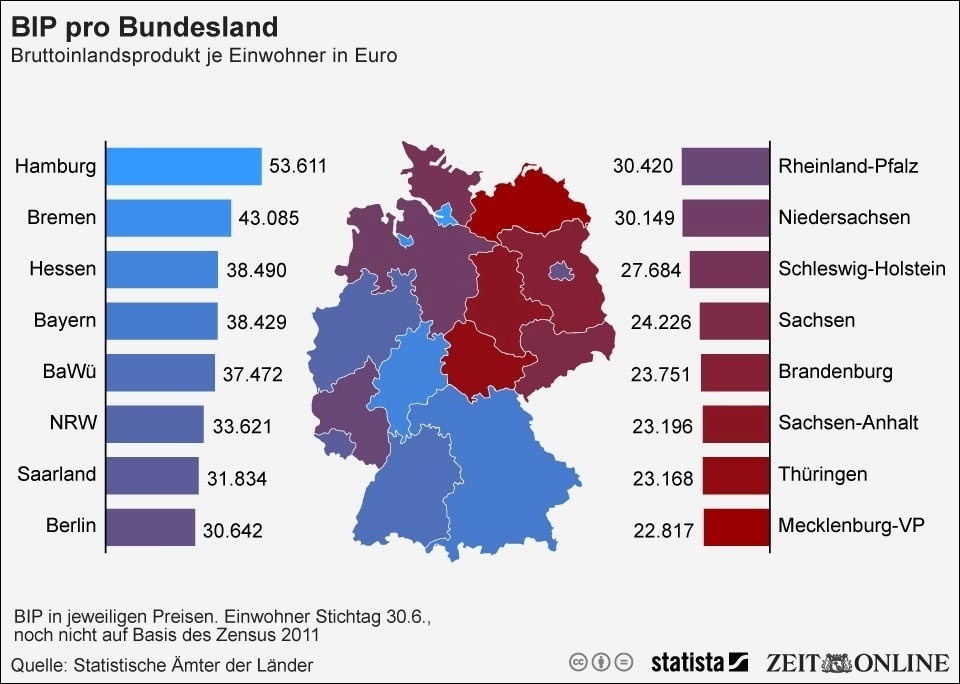 BIP pro Bundesland
Bruttoinlandsprodukt je Einwohner in Euro
Hamburg 53.611
Bremen 43.085
Hessen 38.490
Bayern 38.429
BaWü 37.472
NRW 33.621
Saarland 31.834
Berlin 30.642
30.420 Rheinland-Pfalz
30.149 Niedersachsen
27.684 Schleswig-Holstein
24.226 Sachsen
23.751 Brandenburg
23.196 Sachsen-Anhalt
23.168 Thüringen
22.817 Mecklenburg-VP
BIP in jeweiligen Preisen. Einwohner Stichtag 30.6.,
noch nicht auf Basis des Zensus 2011
Quelle: Statistische Ämter der Länder
cc statista ZEIT ONLINE